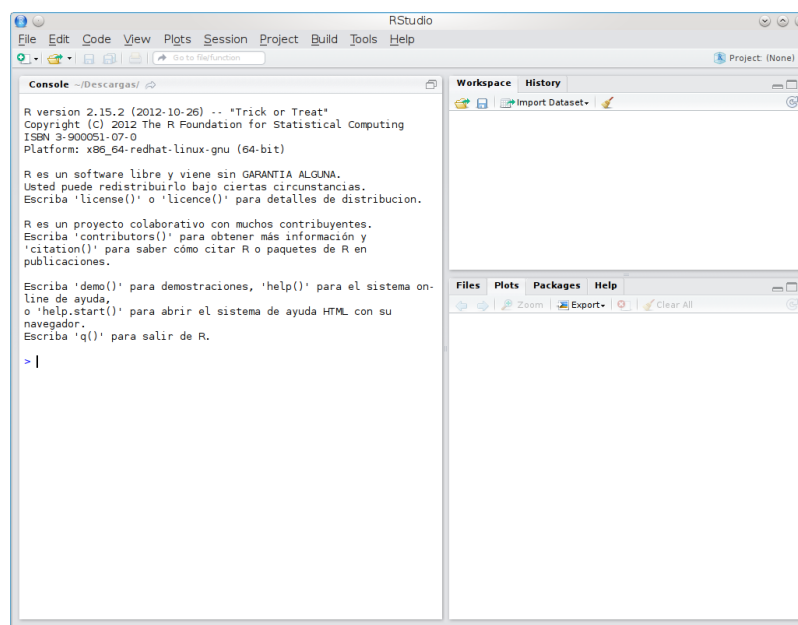 RStudio
File Edit Code View Plots Session Project Build Tools Help
Go to file/function
Project: (None)
Console ~/Descargas/
R version 2.15.2 (2012-10-26) -- "Trick or Treat"
Copyright (C) 2012 The R Foundation for Statistical Computing
ISBN 3-900051-07-0
Platform: x86_64-redhat-linux-gnu (64-bit)
R es un software libre y viene sin GARANTIA ALGUNA.
Usted puede redistribuirlo bajo ciertas circunstancias.
Escriba 'license()' o 'licence()' para detalles de distribucion.
R es un proyecto colaborativo con muchos contribuyentes.
Escriba 'contributors()' para obtener más información y
'citation()' para saber cómo citar R o paquetes de R en
publicaciones.
Escriba 'demo()' para demostraciones, 'help()' para el sistema on-
line de ayuda,
o 'help.start()' para abrir el sistema de ayuda HTML con su
navegador.
Escriba 'q()' para salir de R.
>
Workspace History
Import Dataset
Files Plots Packages Help
Zoom Export Clear All